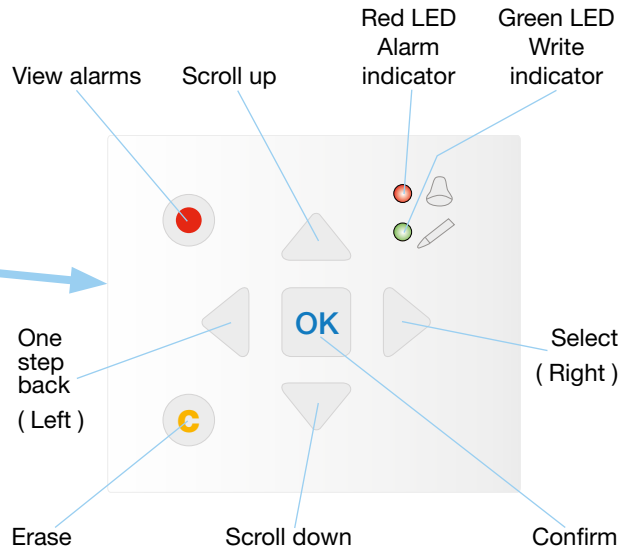 Red LED
Alarm
indicator
Green LED
Write
indicator
View alarms
Scroll up
OK
One
step
back
( Left )
Select
( Right )
C
Erase
Scroll down
Confirm